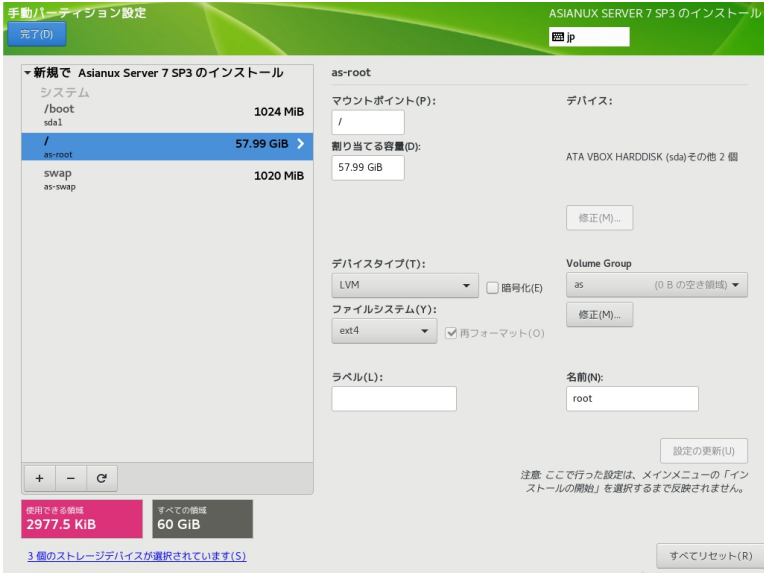 手動パーティション設定
ASIANUX SERVER 7 SP3 のインストール
完了(D)
jp
新規で Asianux Server 7 SP3 のインストール
システム
/boot
1024 MiB
sda1
/
57.99 GiB
as-root
swap
1020 MiB
as-swap
as-root
マウントポイント(P):
/
割り当てる容量(D):
57.99 GiB
デバイス:
ATA VBOX HARDDISK (sda)その他 2 個
修正(M)...
デバイスタイプ(T):
LVM
暗号化(E)
Volume Group
as (0 B の空き領域)
修正(M)...
ファイルシステム(Y):
ext4
再フォーマット(O)
ラベル(L):
名前(N):
root
設定の更新(U)
注意: ここで行った設定は、メインメニューの「イン
ストールの開始」を選択するまで反映されません。
+ −
使用できる領域
2977.5 KiB
すべての領域
60 GiB
3 個のストレージデバイスが選択されています(S)
すべてリセット(R)